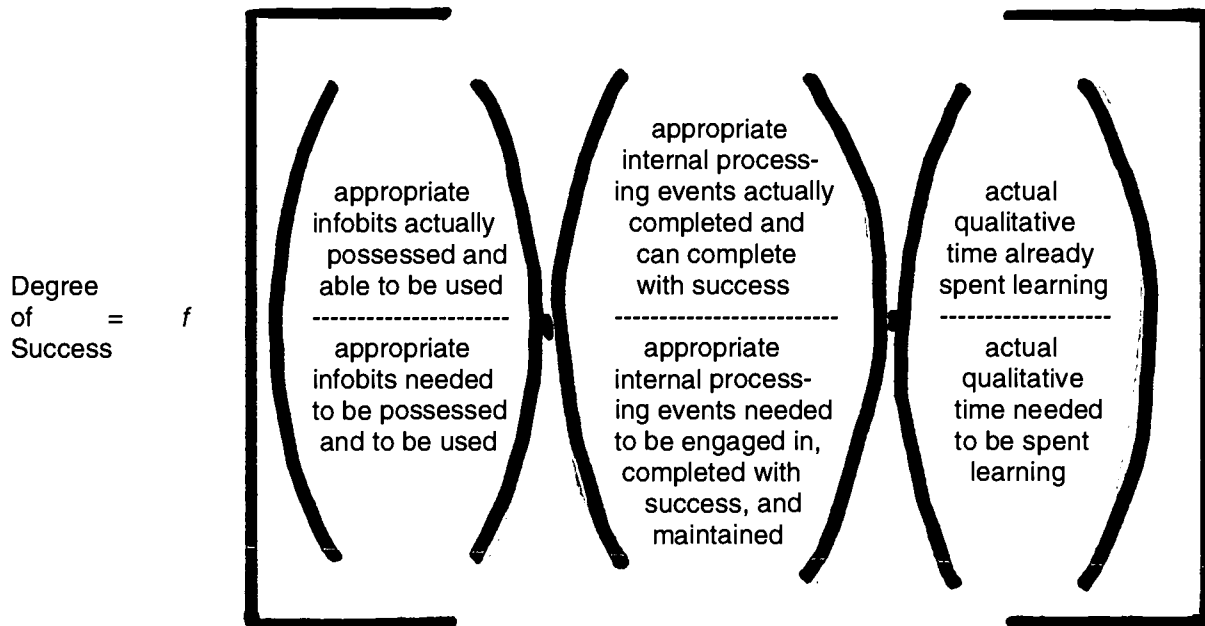 Degree
of = f
Success
appropriate
infobits actually
possessed and
able to be used
------------------
appropriate
infobits needed
to be possessed
and to be used
appropriate
internal process-
ing events actually
completed and
can complete
with success
------------------------
appropriate
internal process-
ing events needed
to be engaged in,
completed with
success, and
maintained
actual
qualitative
time already
spent learning
-----------------
actual
qualitative
time needed
to be spent
learning